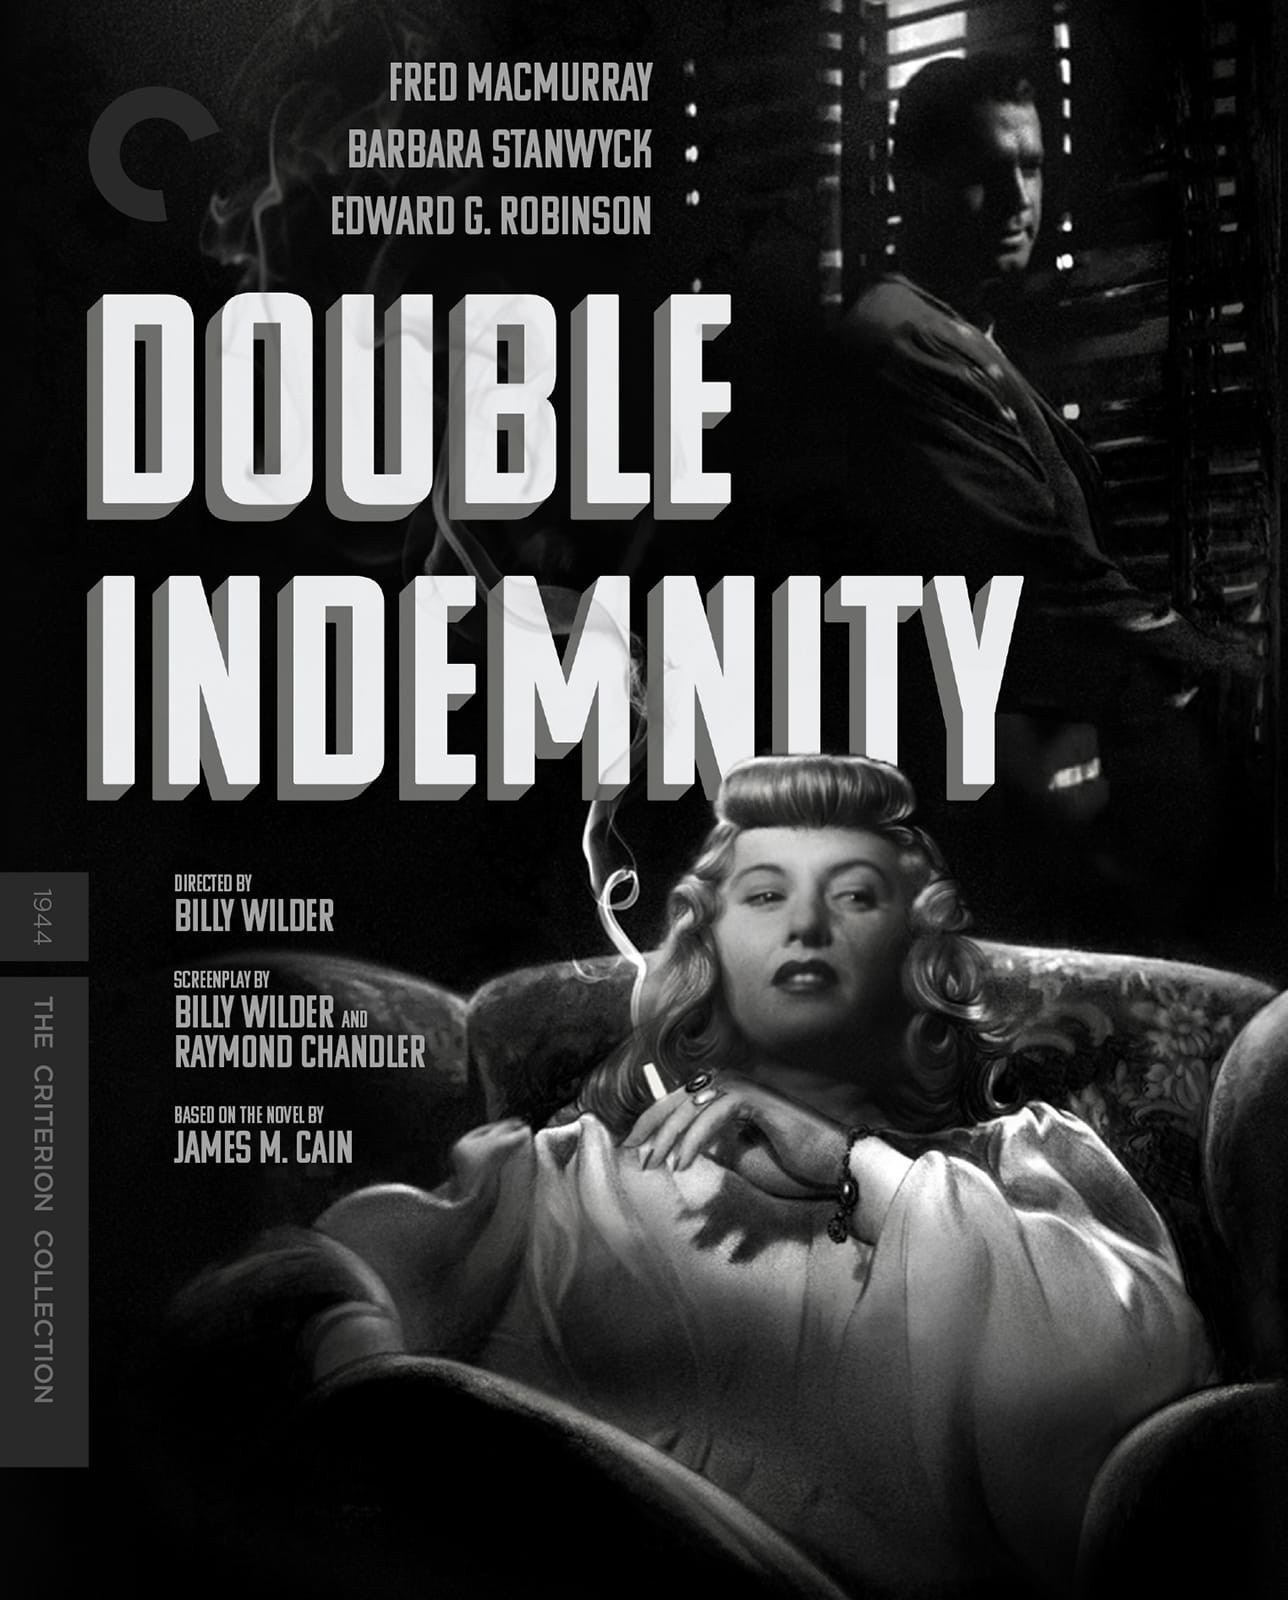 FRED MACMURRAY
BARBARA STANWYCK
EDWARD G. ROBINSON
DOUBLE
INDEMNITY
DIRECTED BY
BILLY WILDER
SCREENPLAY BY
BILLY WILDER AND
RAYMOND CHANDLER
BASED ON THE NOVEL BY
JAMES M. CAIN
1944
THE CRITERION COLLECTION